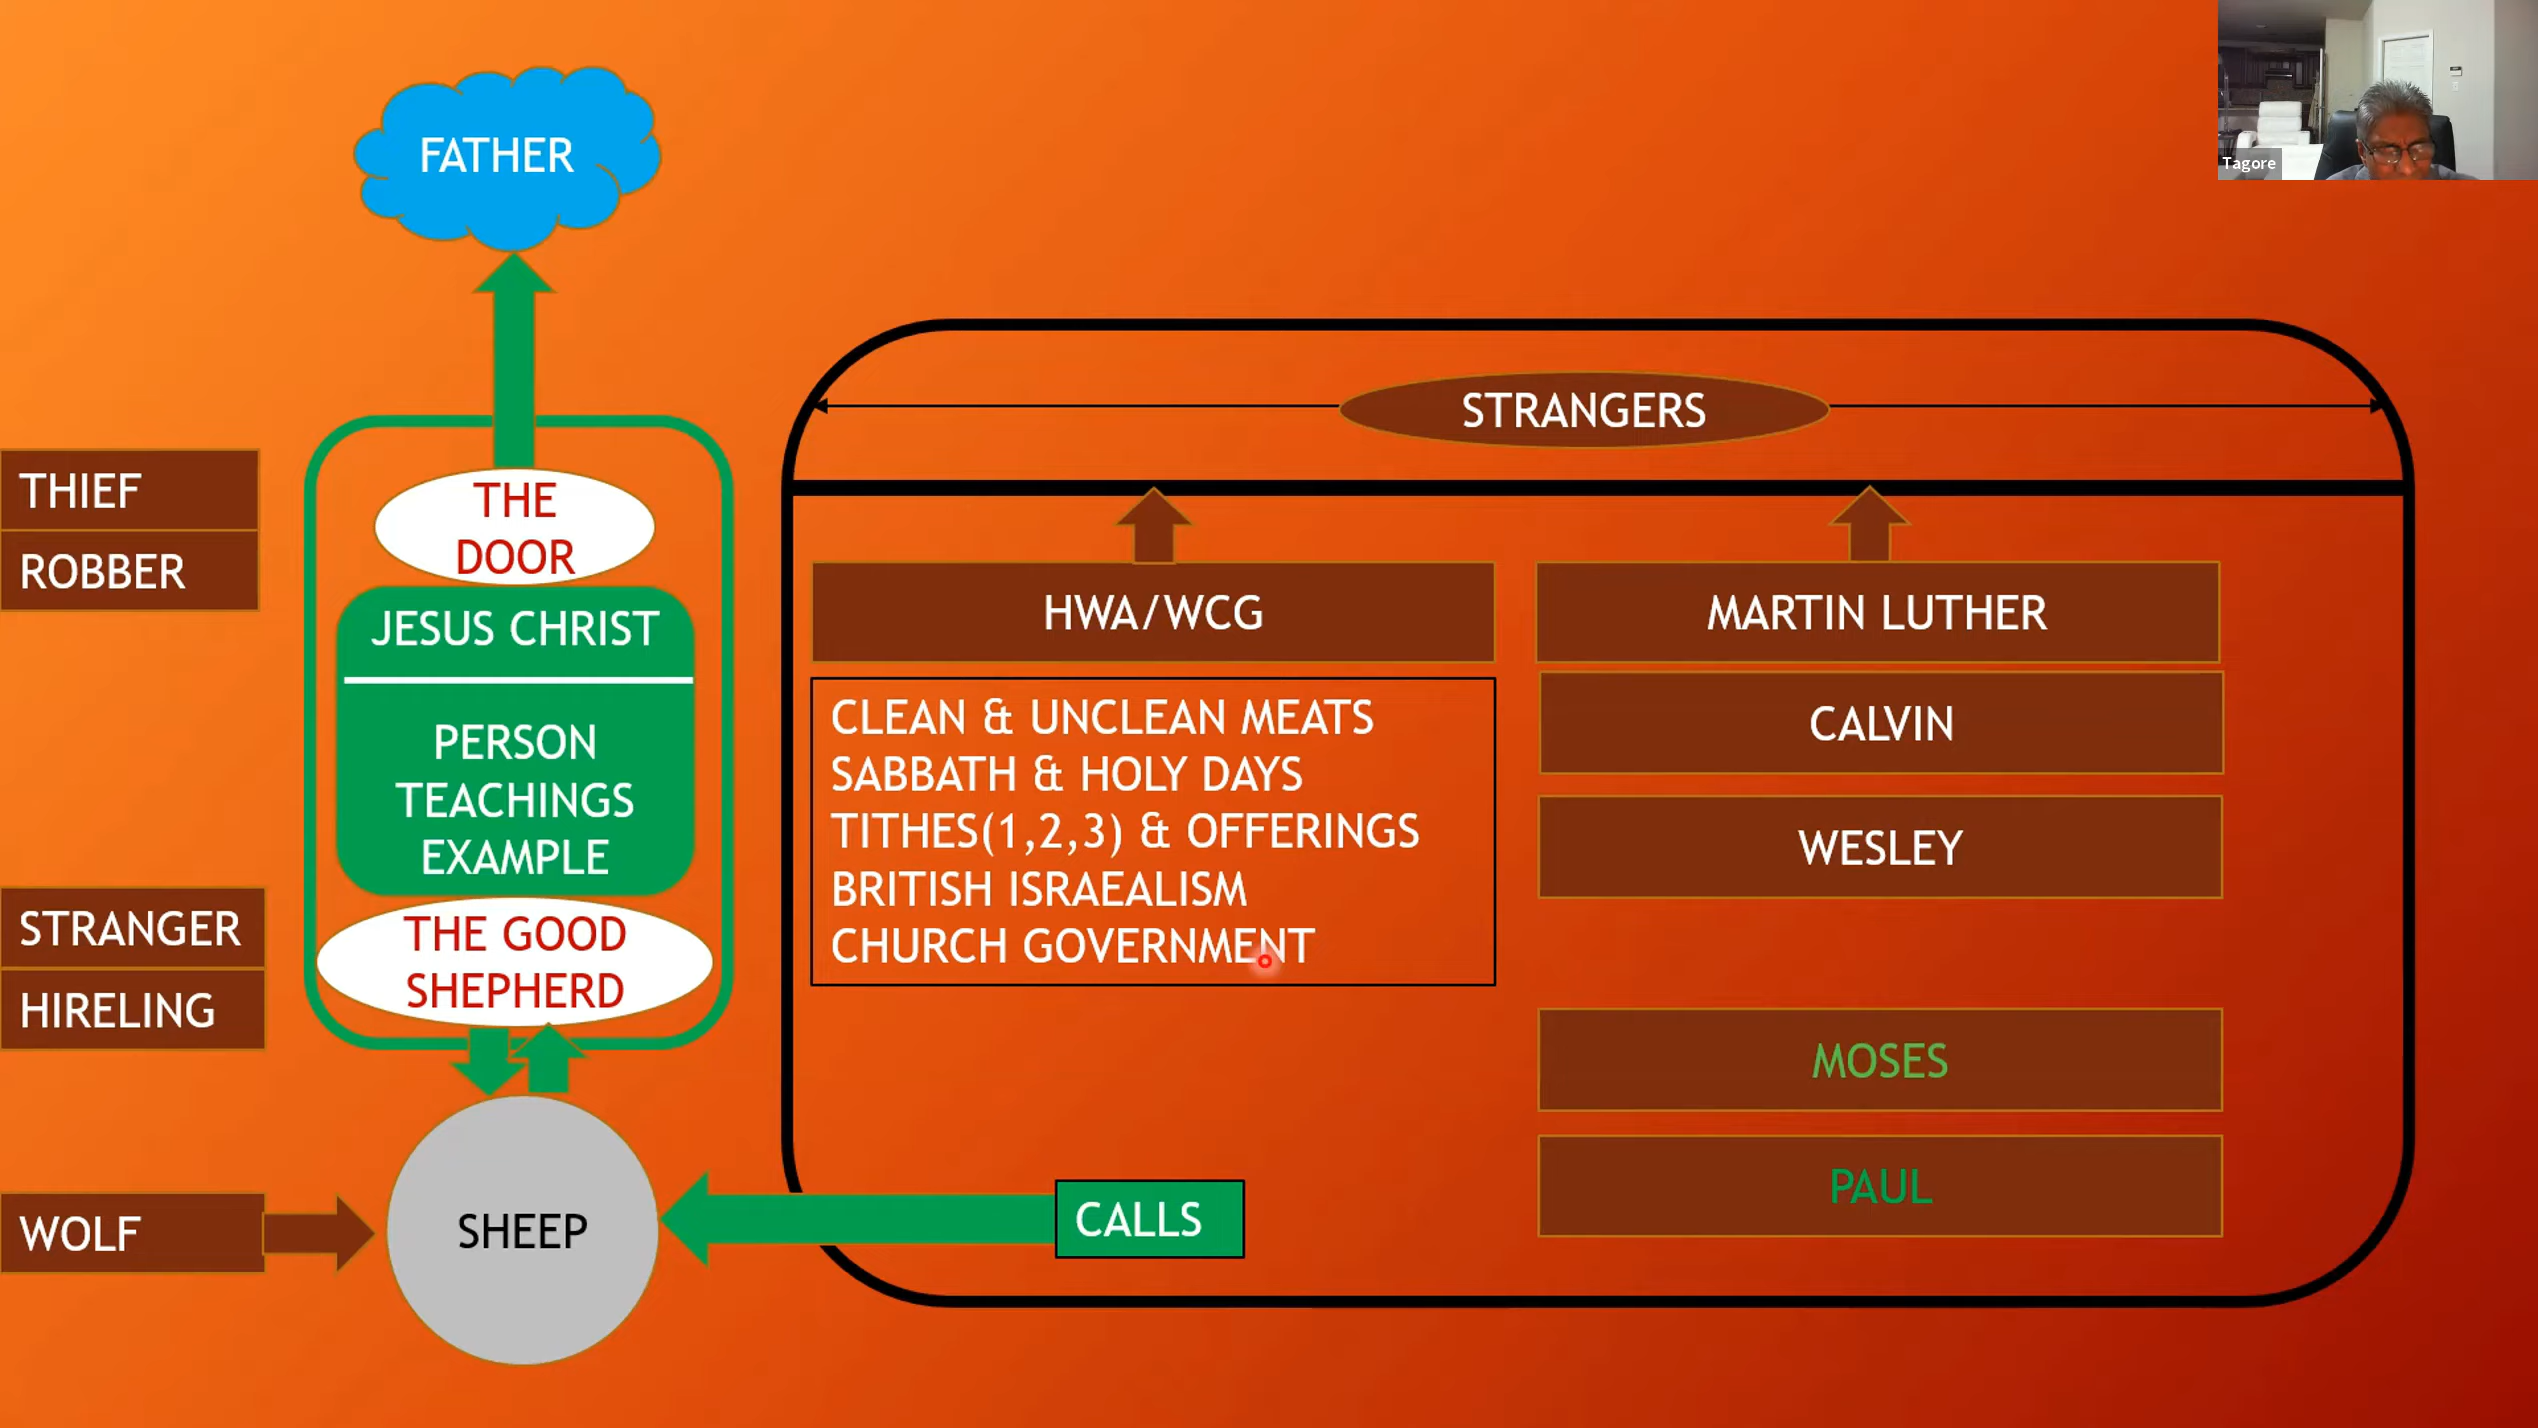 Tagore
FATHER
THIEF
ROBBER
THE
DOOR
JESUS CHRIST
PERSON
TEACHINGS
EXAMPLE
THE GOOD
SHEPHERD
STRANGER
HIRELING
WOLF
SHEEP
CALLS
STRANGERS
HWA/WCG
CLEAN & UNCLEAN MEATS
SABBATH & HOLY DAYS
TITHES(1,2,3) & OFFERINGS
BRITISH ISRAEALISM
CHURCH GOVERNMENT
MARTIN LUTHER
CALVIN
WESLEY
MOSES
PAUL